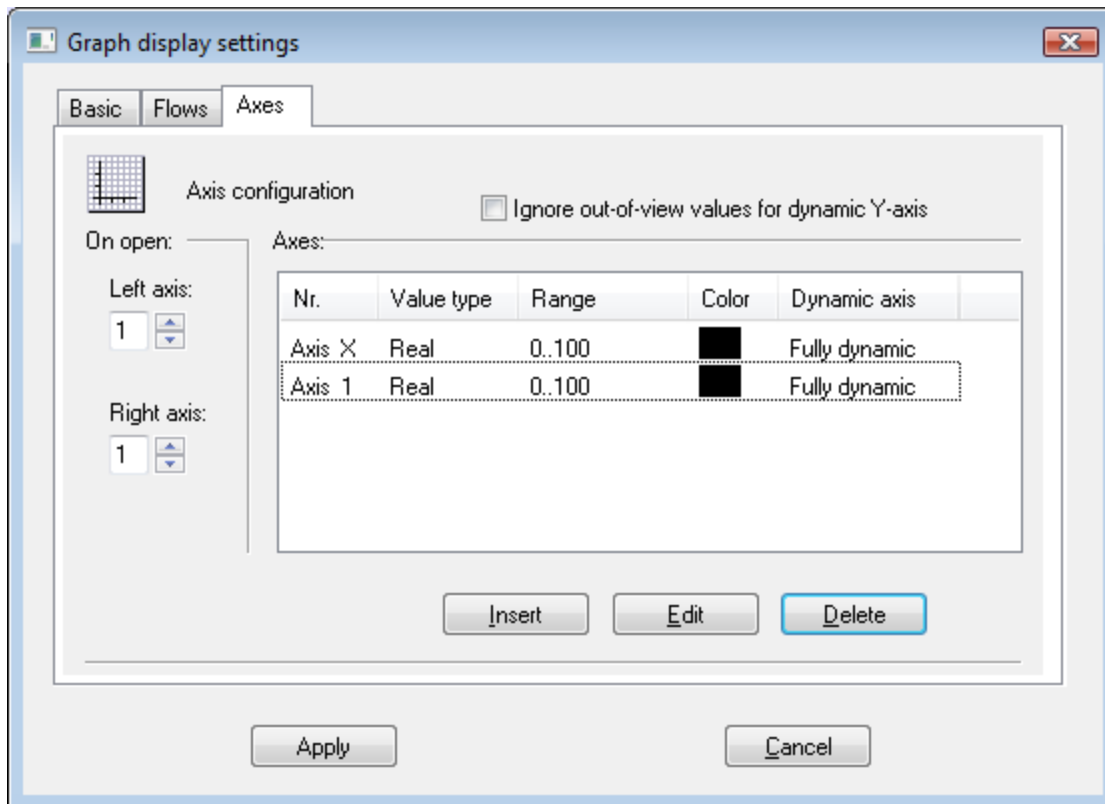 Graph display settings
Basic Flows Axes
Axis configuration
Ignore out-of-view values for dynamic Y-axis
On open:
Left axis:
1
Right axis:
1
Axes:
Nr. Value type Range Color Dynamic axis
Axis X Real 0..100 Fully dynamic
Axis 1 Real 0..100 Fully dynamic
Insert Edit Delete
Apply Cancel